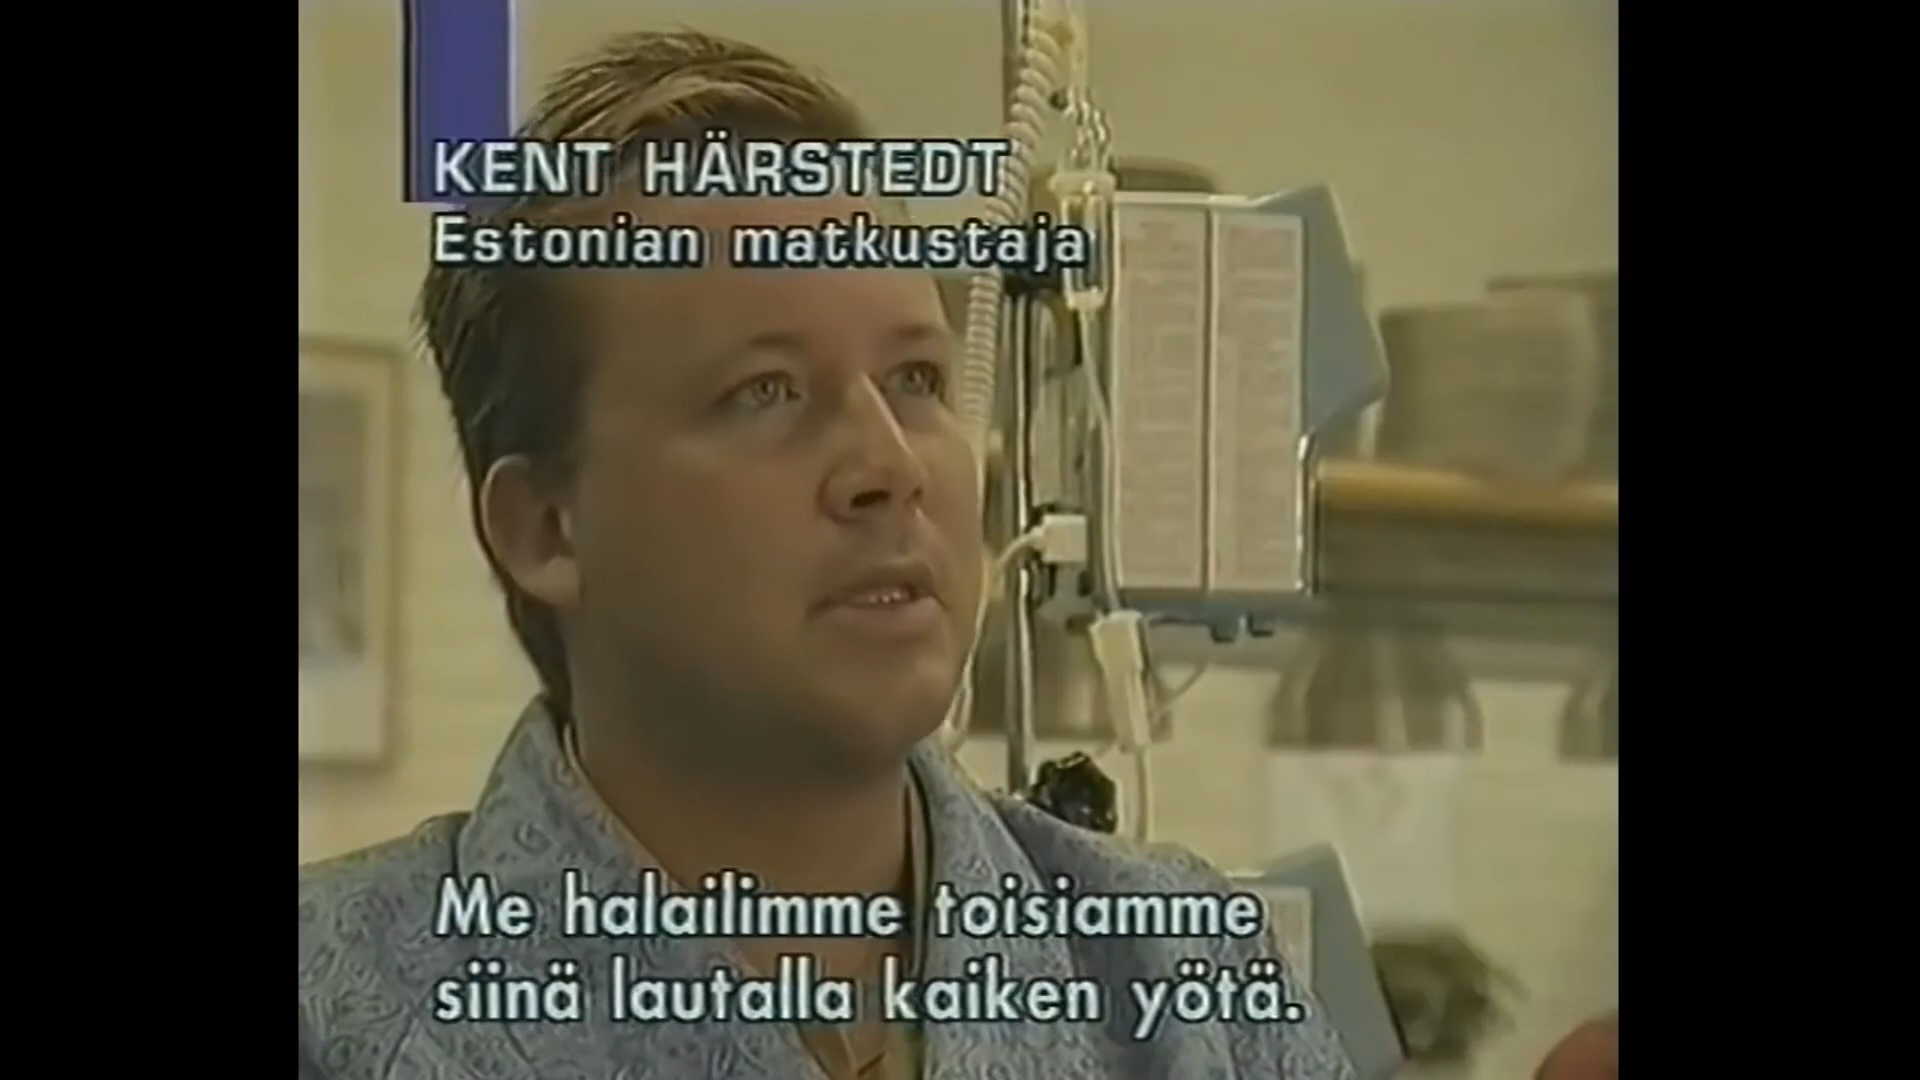 KENT HÄRSTEDT
Estonian matkustaja
Me halailimme toisiamme
siinä lautalla kaiken yötä.